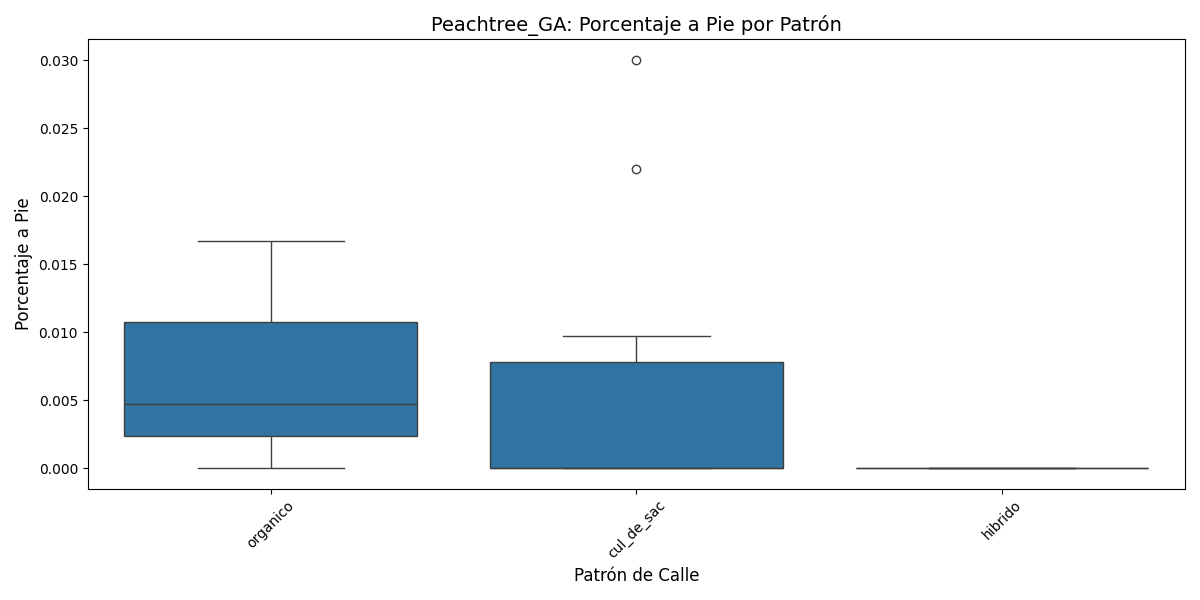 Peachtree_GA: Porcentaje a Pie por Patrón
Porcentaje a Pie
0.030
0.025
0.020
0.015
0.010
0.005
0.000
organico
cul_de_sac
hibrido
Patrón de Calle